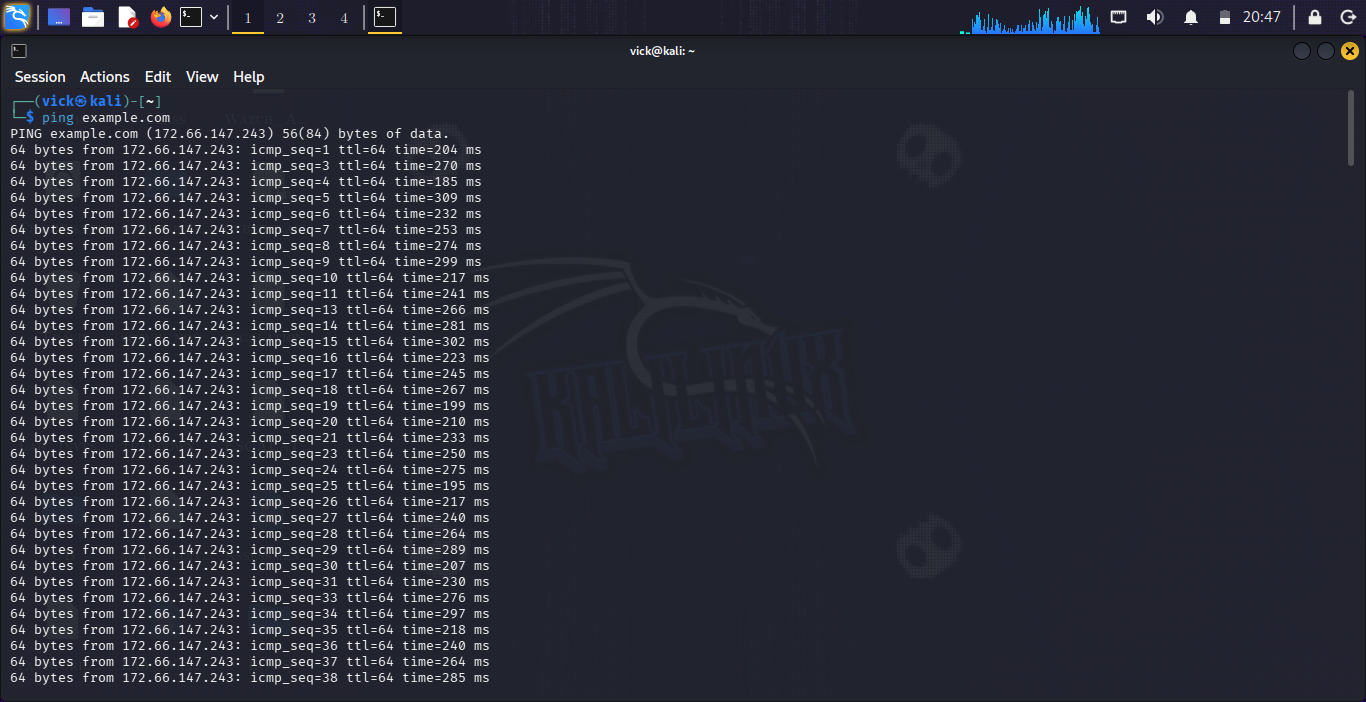 1 2 3 4 20:47
vick@kali: ~
Session Actions Edit View Help
┌──(vick㉿kali)-[~]
└─$ ping example.com
PING example.com (172.66.147.243) 56(84) bytes of data.
64 bytes from 172.66.147.243: icmp_seq=1 ttl=64 time=204 ms
64 bytes from 172.66.147.243: icmp_seq=3 ttl=64 time=270 ms
64 bytes from 172.66.147.243: icmp_seq=4 ttl=64 time=185 ms
64 bytes from 172.66.147.243: icmp_seq=5 ttl=64 time=309 ms
64 bytes from 172.66.147.243: icmp_seq=6 ttl=64 time=232 ms
64 bytes from 172.66.147.243: icmp_seq=7 ttl=64 time=253 ms
64 bytes from 172.66.147.243: icmp_seq=8 ttl=64 time=274 ms
64 bytes from 172.66.147.243: icmp_seq=9 ttl=64 time=299 ms
64 bytes from 172.66.147.243: icmp_seq=10 ttl=64 time=217 ms
64 bytes from 172.66.147.243: icmp_seq=11 ttl=64 time=241 ms
64 bytes from 172.66.147.243: icmp_seq=13 ttl=64 time=266 ms
64 bytes from 172.66.147.243: icmp_seq=14 ttl=64 time=281 ms
64 bytes from 172.66.147.243: icmp_seq=15 ttl=64 time=302 ms
64 bytes from 172.66.147.243: icmp_seq=16 ttl=64 time=223 ms
64 bytes from 172.66.147.243: icmp_seq=17 ttl=64 time=245 ms
64 bytes from 172.66.147.243: icmp_seq=18 ttl=64 time=267 ms
64 bytes from 172.66.147.243: icmp_seq=19 ttl=64 time=199 ms
64 bytes from 172.66.147.243: icmp_seq=20 ttl=64 time=210 ms
64 bytes from 172.66.147.243: icmp_seq=21 ttl=64 time=233 ms
64 bytes from 172.66.147.243: icmp_seq=23 ttl=64 time=250 ms
64 bytes from 172.66.147.243: icmp_seq=24 ttl=64 time=275 ms
64 bytes from 172.66.147.243: icmp_seq=25 ttl=64 time=195 ms
64 bytes from 172.66.147.243: icmp_seq=26 ttl=64 time=217 ms
64 bytes from 172.66.147.243: icmp_seq=27 ttl=64 time=240 ms
64 bytes from 172.66.147.243: icmp_seq=28 ttl=64 time=264 ms
64 bytes from 172.66.147.243: icmp_seq=29 ttl=64 time=289 ms
64 bytes from 172.66.147.243: icmp_seq=30 ttl=64 time=207 ms
64 bytes from 172.66.147.243: icmp_seq=31 ttl=64 time=230 ms
64 bytes from 172.66.147.243: icmp_seq=33 ttl=64 time=276 ms
64 bytes from 172.66.147.243: icmp_seq=34 ttl=64 time=297 ms
64 bytes from 172.66.147.243: icmp_seq=35 ttl=64 time=218 ms
64 bytes from 172.66.147.243: icmp_seq=36 ttl=64 time=240 ms
64 bytes from 172.66.147.243: icmp_seq=37 ttl=64 time=264 ms
64 bytes from 172.66.147.243: icmp_seq=38 ttl=64 time=285 ms
KALI LINUX